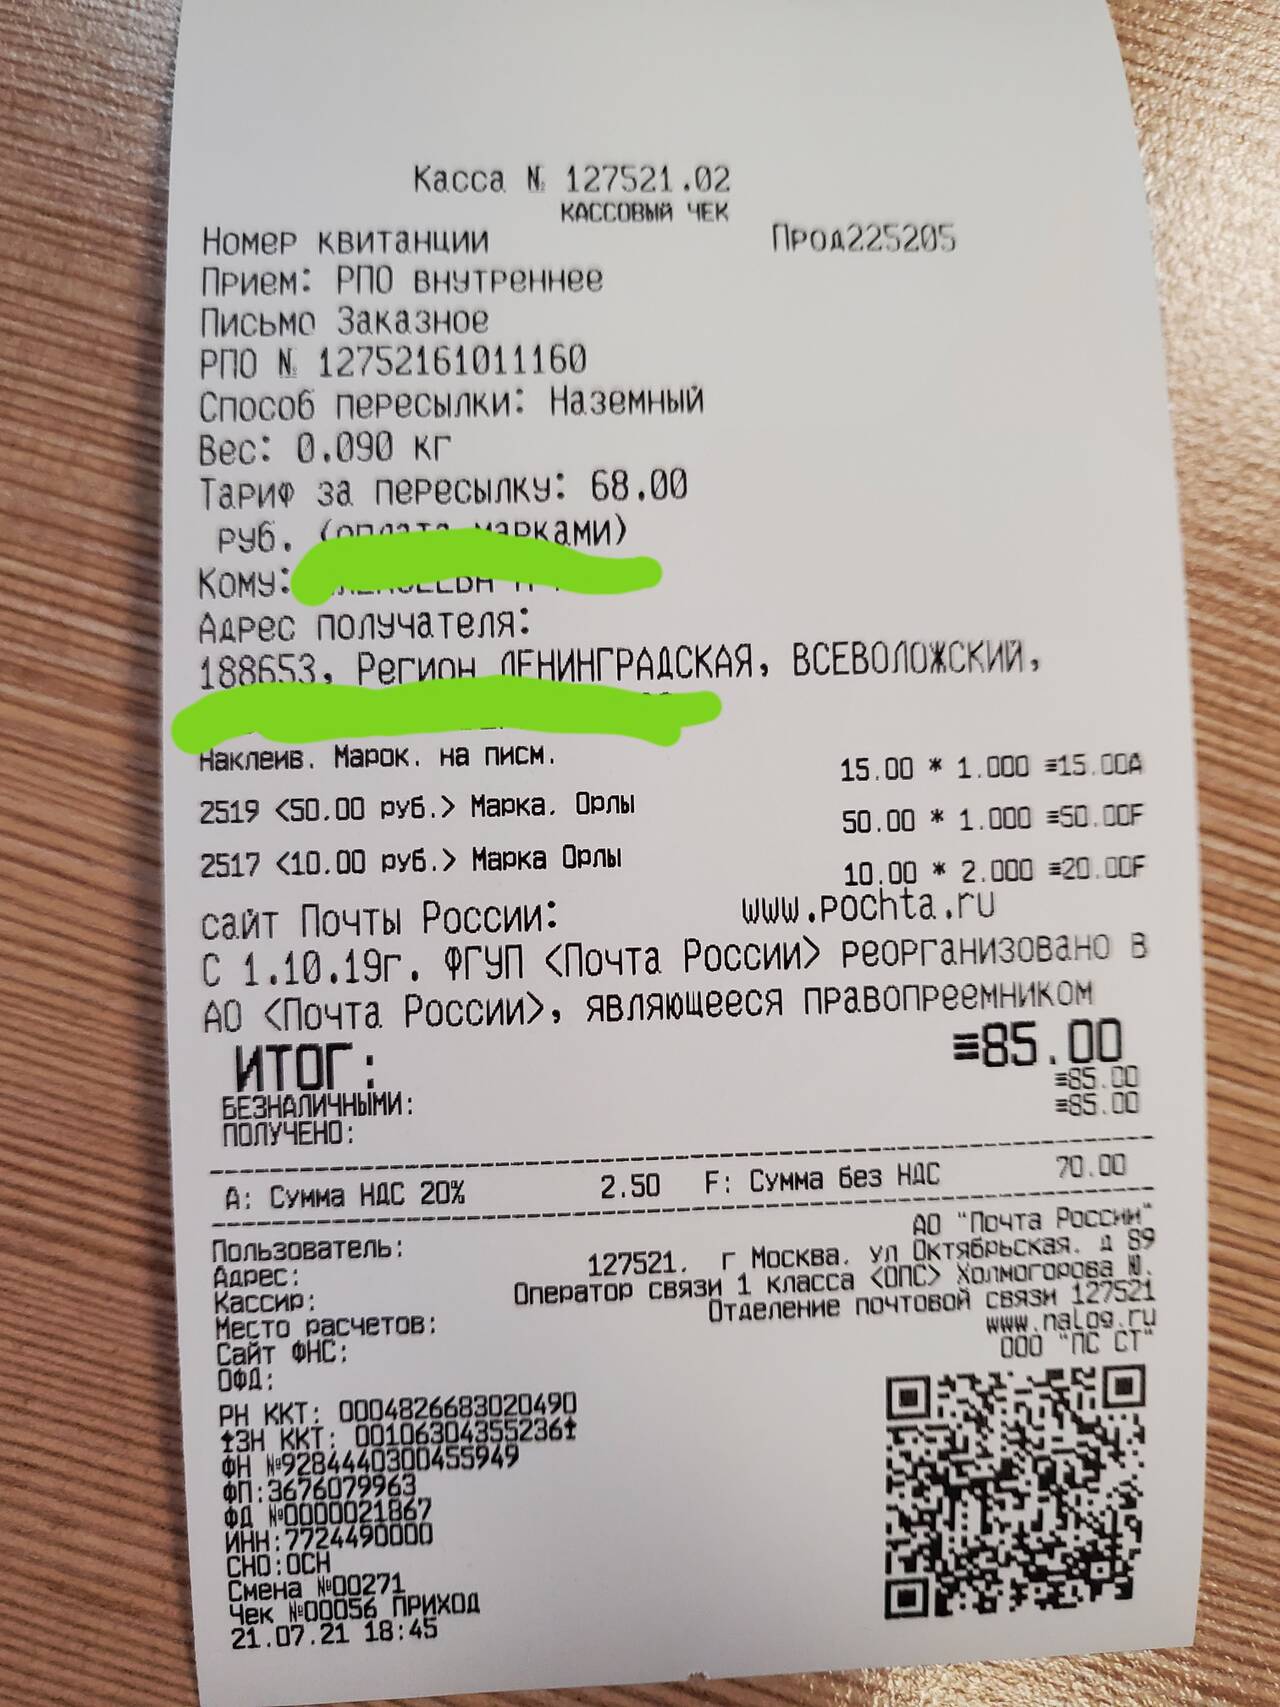 Касса № 127521.02
КАССОВЫЙ ЧЕК
Номер квитанции Прод225205
Прием: РПО внутреннее
Письмо Заказное
РПО № 12752161011160
Способ пересылки: Наземный
Вес: 0.090 кг
Тариф за пересылку: 68.00
руб. (оплата марками)
Кому:
Адрес получателя:
188653, Регион ЛЕНИНГРАДСКАЯ, ВСЕВОЛОЖСКИЙ,
Наклеив. Марок. на писм. 15.00 * 1.000 ≡15.00A
2519 <50.00 руб.> Марка. Орлы 50.00 * 1.000 ≡50.00F
2517 <10.00 руб.> Марка Орлы 10.00 * 2.000 ≡20.00F
сайт Почты России: www.pochta.ru
С 1.10.19г. ФГУП <Почта России> реорганизовано в
АО <Почта России>, являющееся правопреемником
ИТОГ: ≡85.00
БЕЗНАЛИЧНЫМИ: ≡85.00
ПОЛУЧЕНО: ≡85.00
А: Сумма НДС 20% 2.50 F: Сумма без НДС 70.00
Пользователь: АО "Почта России"
Адрес: 127521, г Москва, ул Октябрьская, д 89
Кассир: Оператор связи 1 класса <ОПС> Холмогорова Ю.
Место расчетов: Отделение почтовой связи 127521
Сайт ФНС: www.nalog.ru
ОФД: ООО "ПС СТ"
РН ККТ: 0004826683020490
↑ЗН ККТ: 00106304355236↑
ФН №9284440300455949
ФП:3676079963
ФД №0000021867
ИНН:7724490000
СНО:ОСН
Смена №00271
Чек №00056 ПРИХОД
21.07.21 18:45